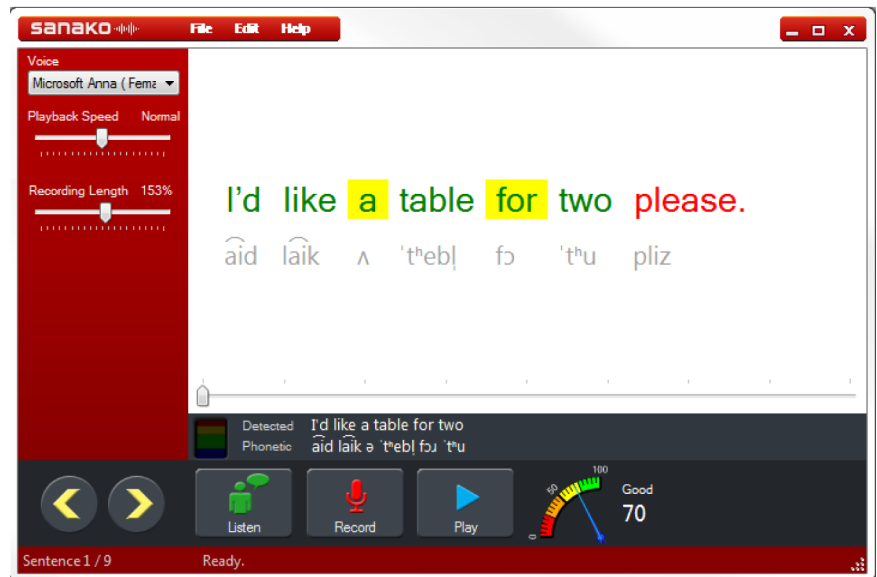 sanako File Edit Help
Voice
Microsoft Anna ( Fema
Playback Speed Normal
Recording Length 153%
I'd like a table for two please.
a͡id la͡ik ʌ ˈtʰebl̩ fɔ ˈtʰu pliz
Detected I'd like a table for two
Phonetic a͡id la͡ik ə ˈtʰebl̩ fɔɹ ˈtʰu
Listen Record Play 0 50 100 Good 70
Sentence 1 / 9 Ready.